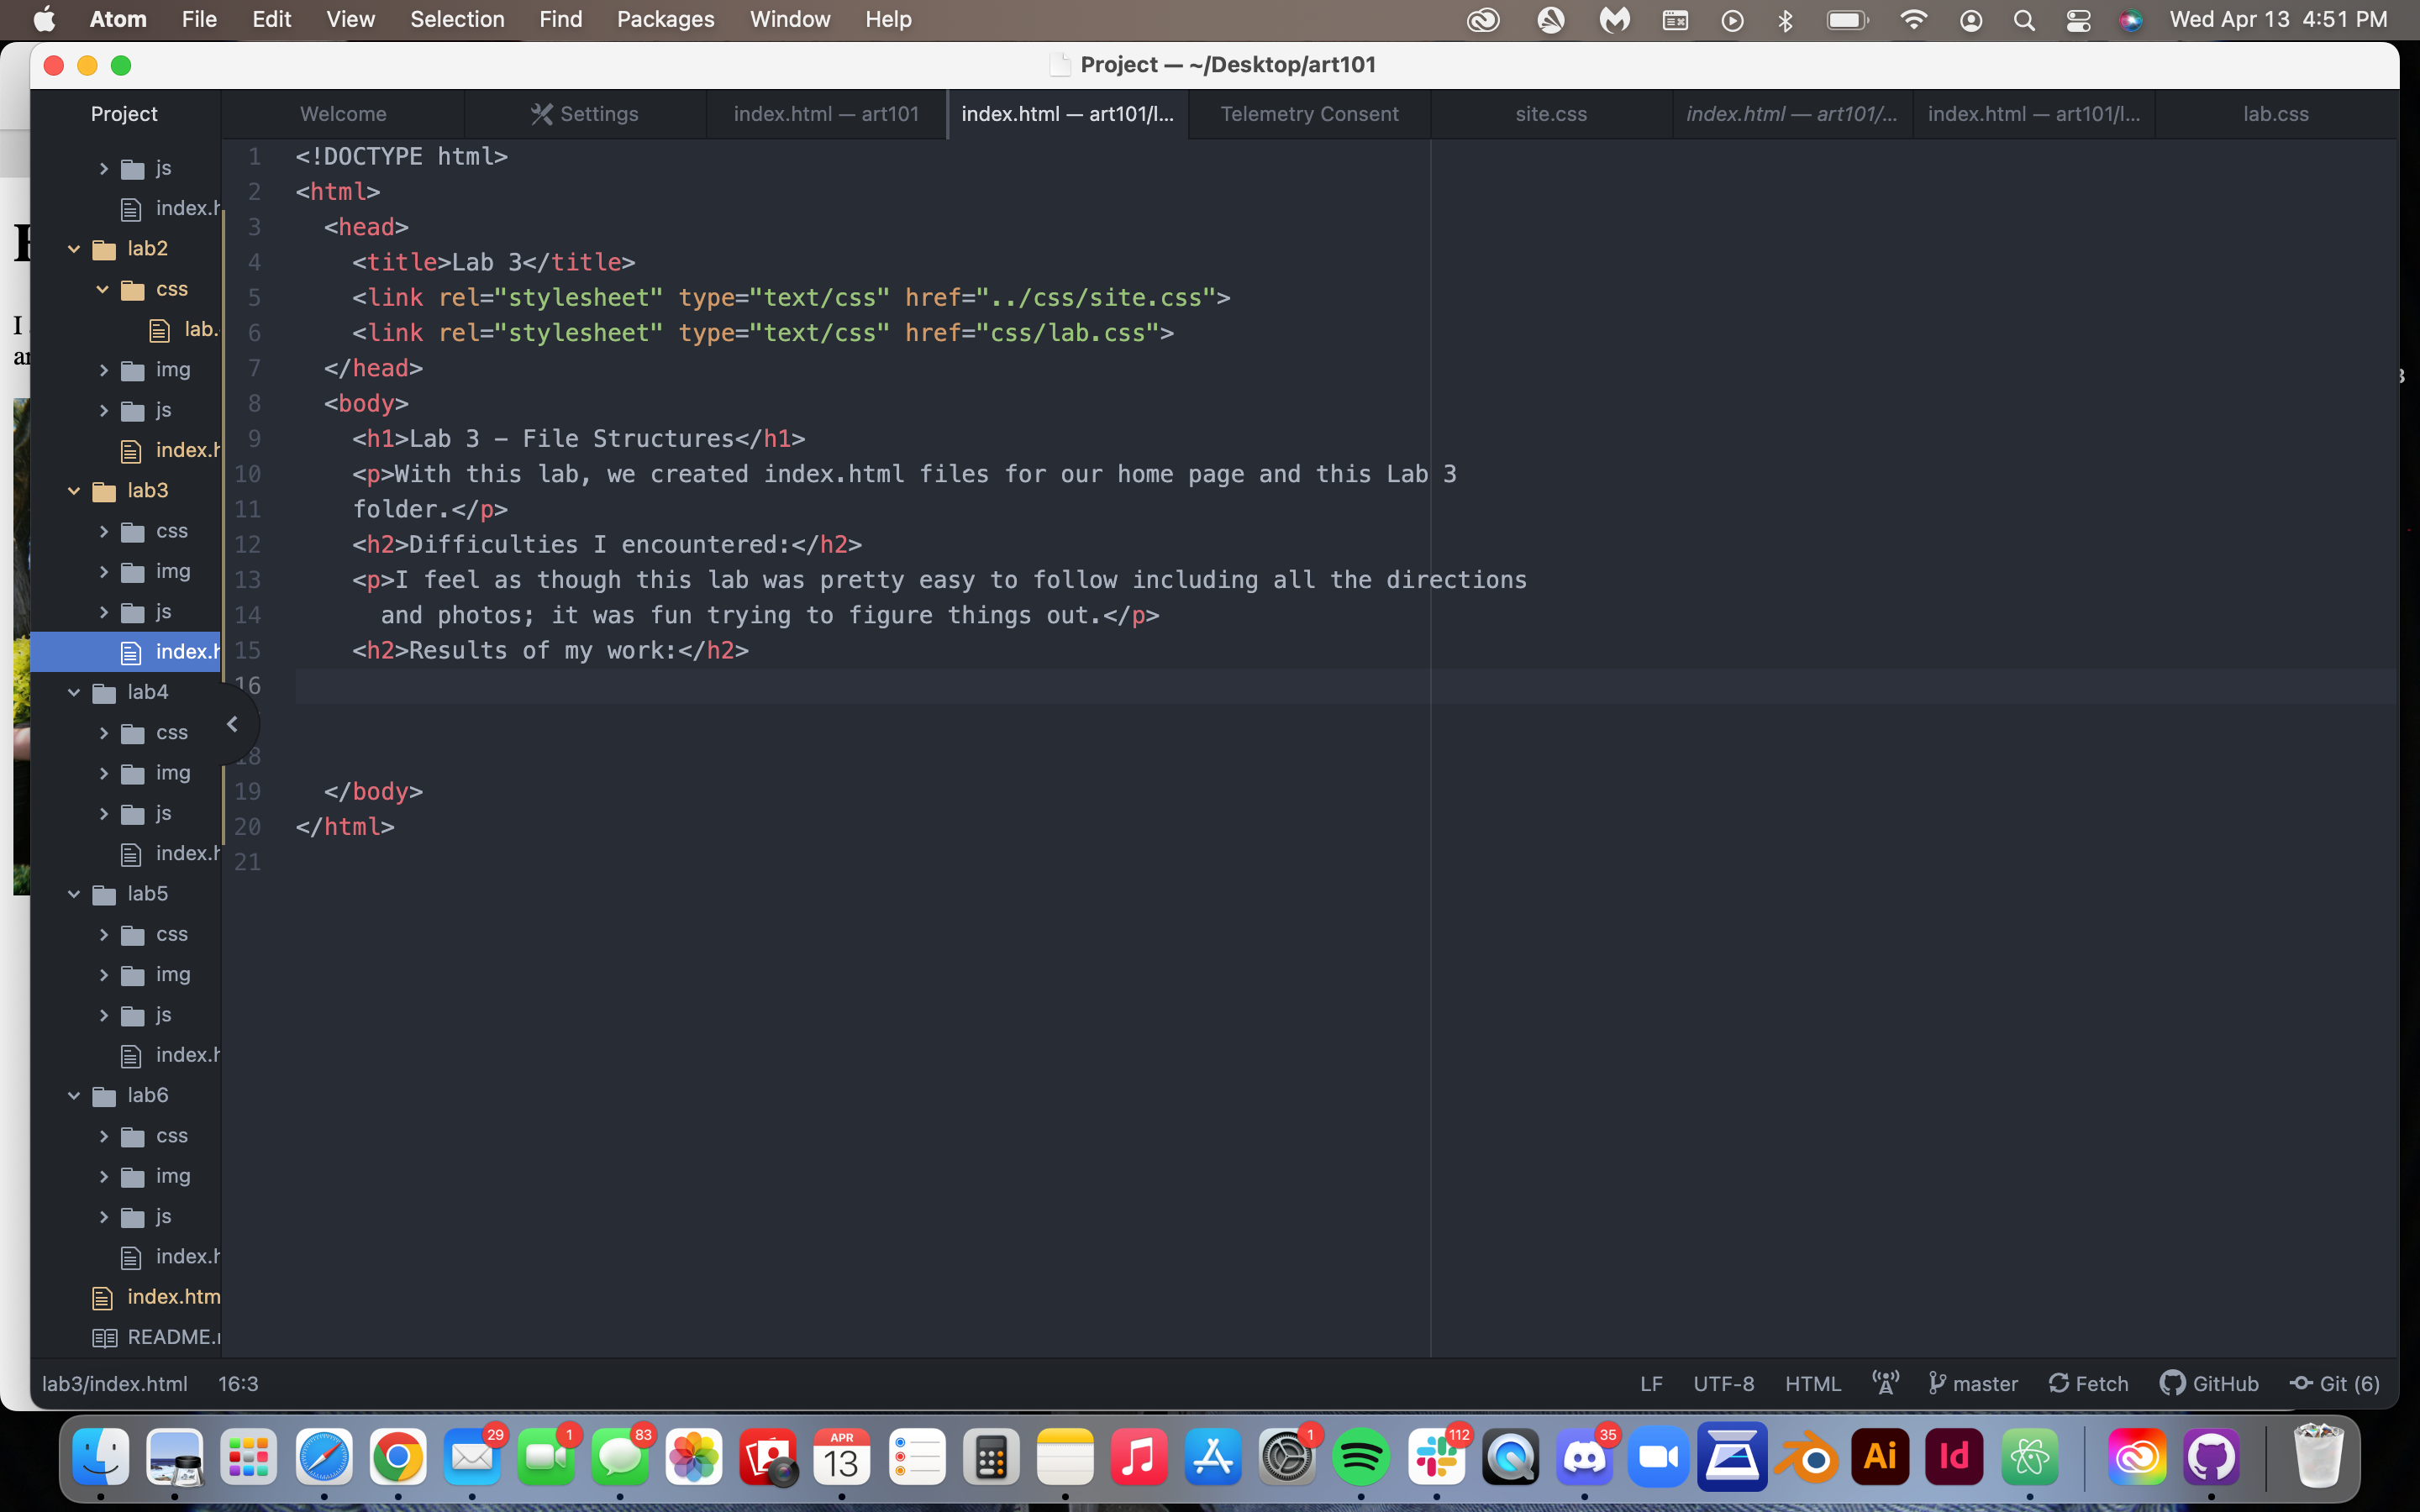 Atom File Edit View Selection Find Packages Window Help Wed Apr 13 4:51 PM
Project — ~/Desktop/art101
Project Welcome Settings index.html — art101 index.html — art101/l... Telemetry Consent site.css index.html — art101/... index.html — art101/l... lab.css
js
index.h
lab2
css
lab.
img
js
index.h
lab3
css
img
js
index.h
lab4
css
img
js
index.h
lab5
css
img
js
index.h
lab6
css
img
js
index.h
index.htm
README.
1 <!DOCTYPE html>
2 <html>
3 <head>
4 <title>Lab 3</title>
5 <link rel="stylesheet" type="text/css" href="../css/site.css">
6 <link rel="stylesheet" type="text/css" href="css/lab.css">
7 </head>
8 <body>
9 <h1>Lab 3 – File Structures</h1>
10 <p>With this lab, we created index.html files for our home page and this Lab 3
11 folder.</p>
12 <h2>Difficulties I encountered:</h2>
13 <p>I feel as though this lab was pretty easy to follow including all the directions
14 and photos; it was fun trying to figure things out.</p>
15 <h2>Results of my work:</h2>
16
18
19 </body>
20 </html>
21
I
lab3/index.html 16:3 LF UTF-8 HTML master Fetch GitHub Git (6)
29 1 83 APR 13 1 112 35 Ai Id